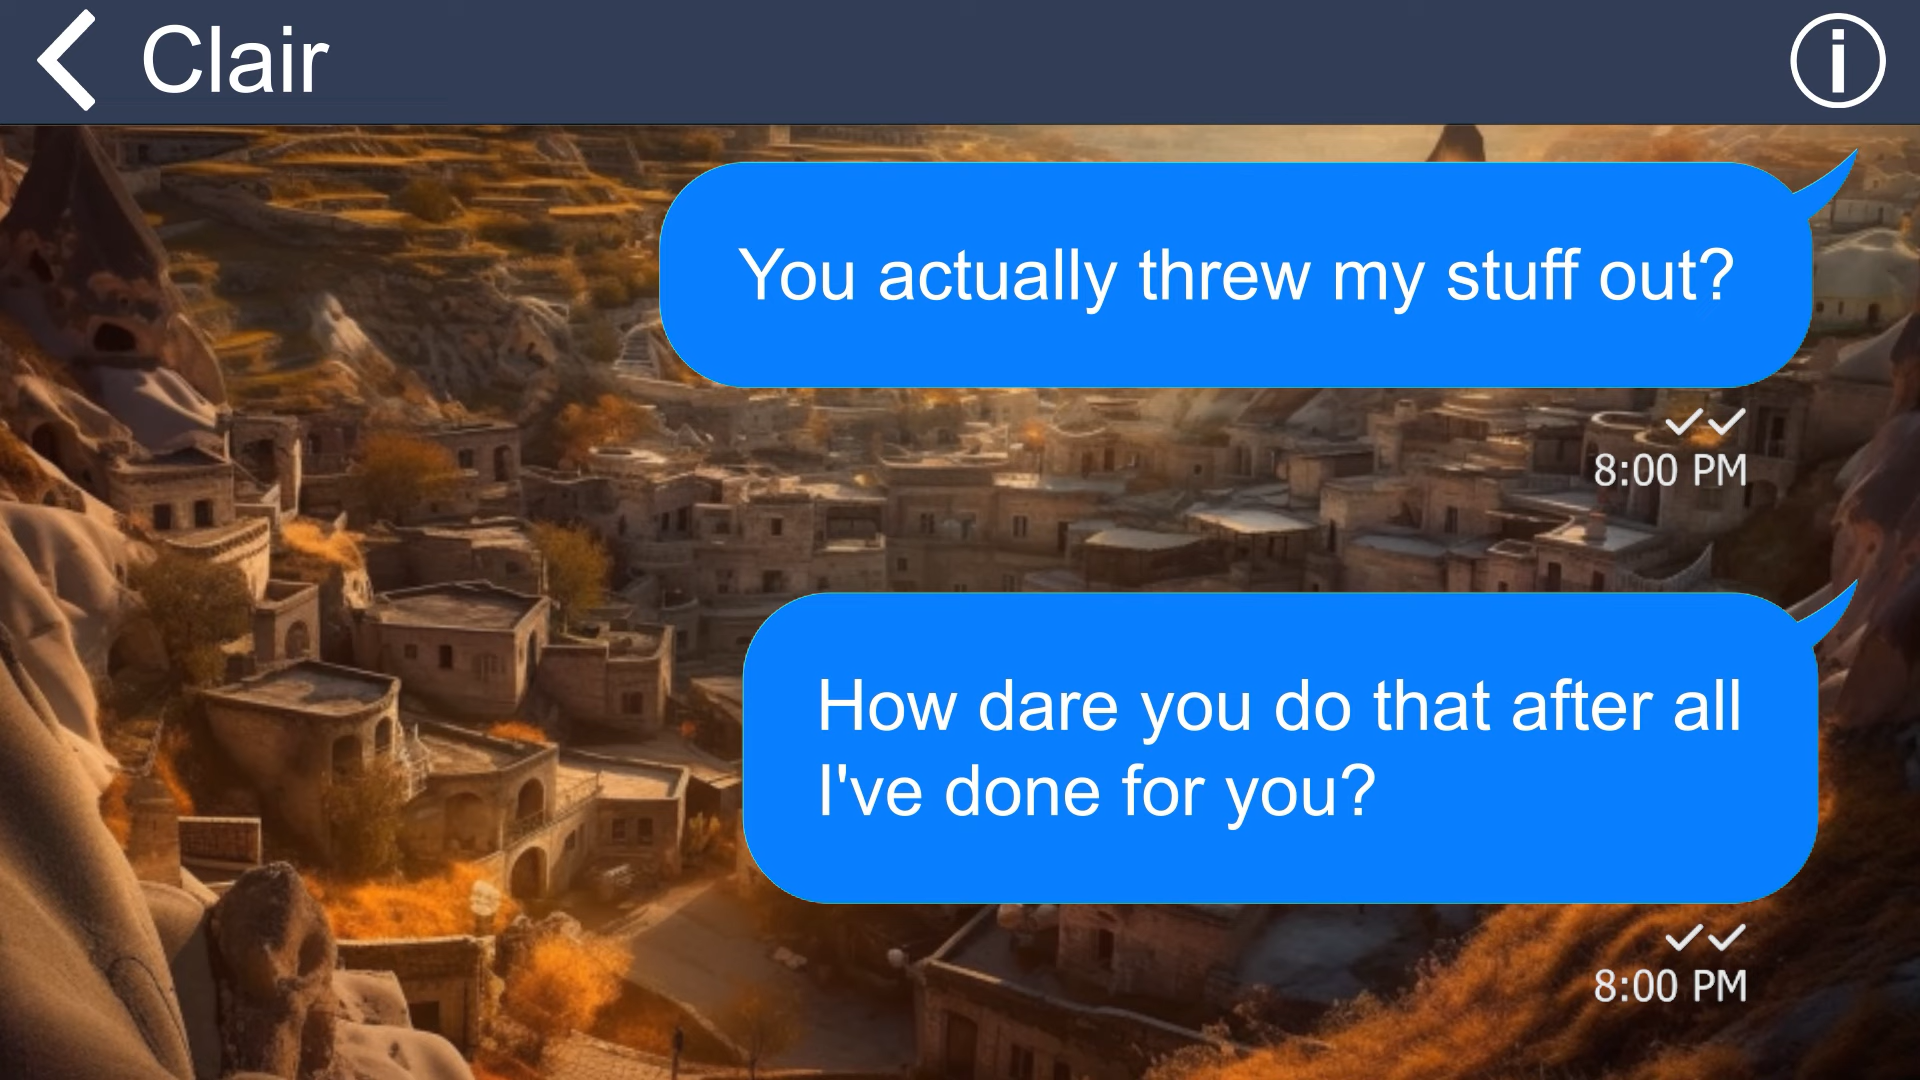 Clair
You actually threw my stuff out?
8:00 PM
How dare you do that after all
I've done for you?
8:00 PM